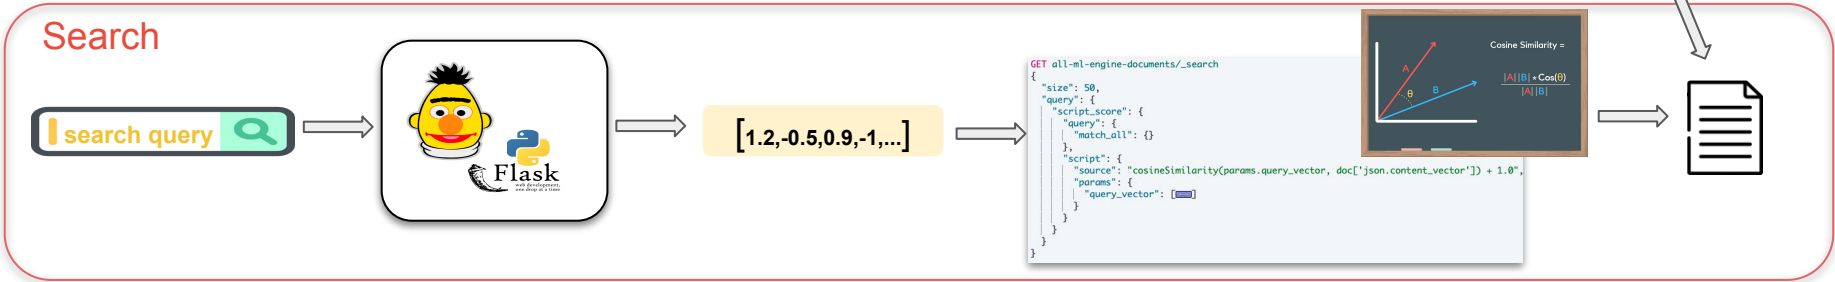 Search
search query
Flask
web development,
one drop at a time
[1.2,-0.5,0.9,-1,...]
GET all-ml-engine-documents/_search
{
"size": 50,
"query": {
"script_score": {
"query": {
"match_all": {}
},
"script": {
"source": "cosineSimilarity(params.query_vector, doc['json.content_vector']) + 1.0",
"params": {
"query_vector": [
]
}
}
}
}
}
Cosine Similarity =
|A||B| * Cos(θ)
|A||B|
A
θ
B